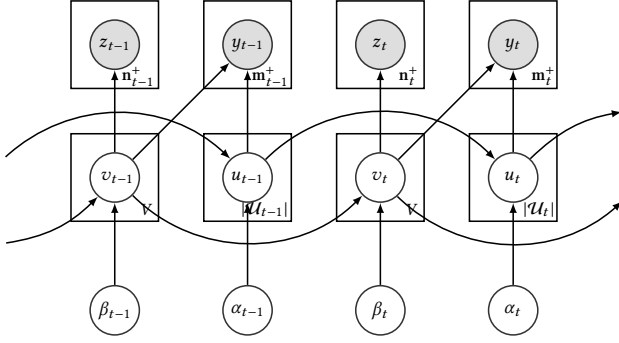 z_{t−1} y_{t−1} z_t y_t
n^+_{t−1} m^+_{t−1} n^+_t m^+_t
v_{t−1} u_{t−1} v_t u_t
V |𝒰_{t−1}| V |𝒰_t|
β_{t−1} α_{t−1} β_t α_t